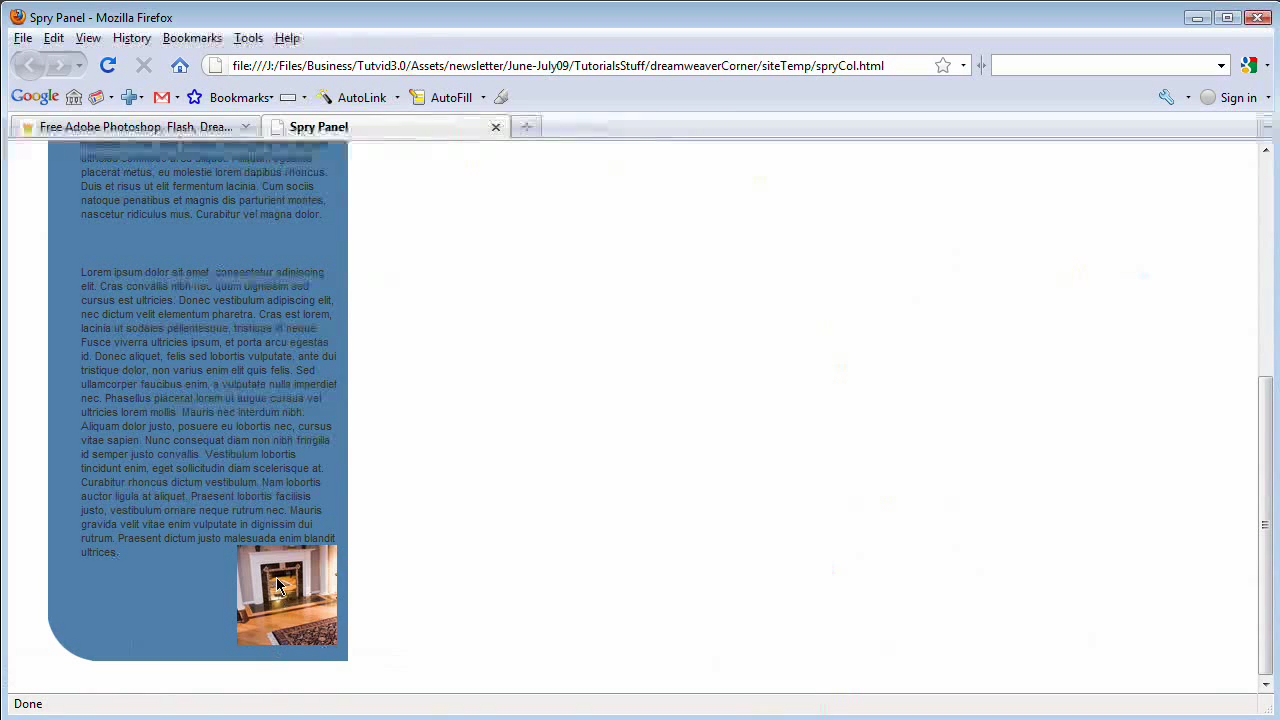 Spry Panel - Mozilla Firefox
File Edit View History Bookmarks Tools Help
file:///J:/Files/Business/Tutvid3.0/Assets/newsletter/June-July09/TutorialsStuff/dreamweaverCorner/siteTemp/spryCol.html
Google Bookmarks AutoLink AutoFill Sign in
Free Adobe Photoshop, Flash, Drea... Spry Panel
placerat metus, eu molestie lorem dapibus rhoncus.
Duis et risus ut elit fermentum lacinia. Cum sociis
natoque penatibus et magnis dis parturient montes,
nascetur ridiculus mus. Curabitur vel magna dolor.
Lorem ipsum dolor sit amet, consectetur adipiscing
elit. Cras convallis nibh nec quam dignissim sed
cursus est ultricies. Donec vestibulum adipiscing elit,
nec dictum velit elementum pharetra. Cras est lorem,
lacinia ut sodales pellentesque, tristique id neque.
Fusce viverra ultricies ipsum, et porta arcu egestas
id. Donec aliquet, felis sed lobortis vulputate, ante dui
tristique dolor, non varius enim elit quis felis. Sed
ullamcorper faucibus enim, a vulputate nulla imperdiet
nec. Phasellus placerat lorem ut augue cursus vel
ultricies lorem mollis. Mauris nec interdum nibh.
Aliquam dolor justo, posuere eu lobortis nec, cursus
vitae sapien. Nunc consequat diam non nibh fringilla
id semper justo convallis. Vestibulum lobortis
tincidunt enim, eget sollicitudin diam scelerisque at.
Curabitur rhoncus dictum vestibulum. Nam lobortis
auctor ligula at aliquet. Praesent lobortis facilisis
justo, vestibulum ornare neque rutrum nec. Mauris
gravida velit vitae enim vulputate in dignissim dui
rutrum. Praesent dictum justo malesuada enim blandit
ultrices.
Done